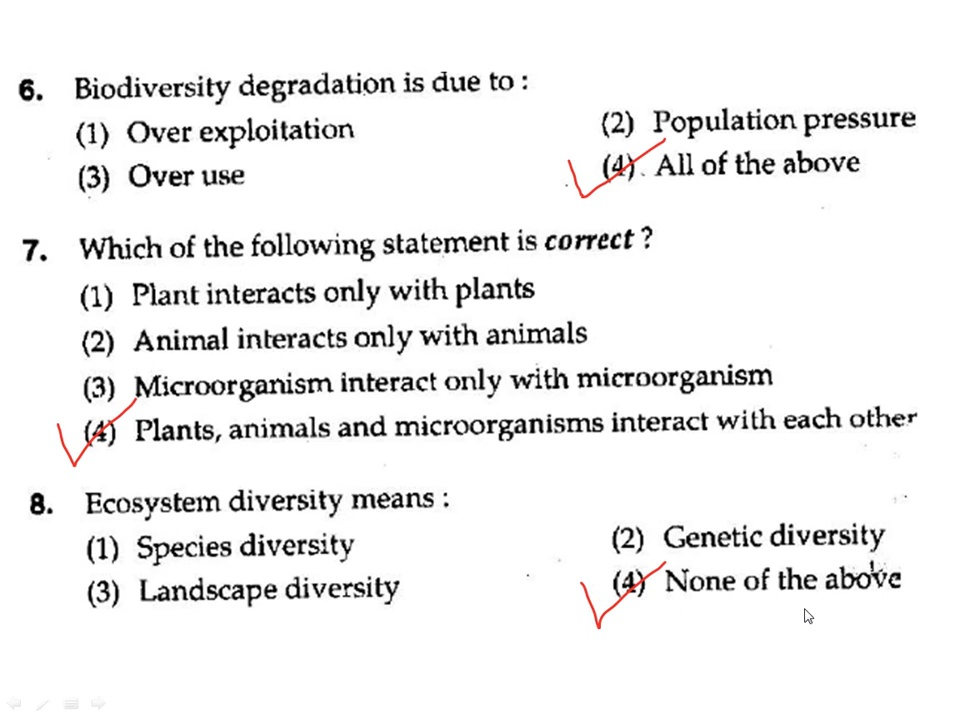 6. Biodiversity degradation is due to :
(1) Over exploitation (2) Population pressure
(3) Over use (4) All of the above
7. Which of the following statement is correct ?
(1) Plant interacts only with plants
(2) Animal interacts only with animals
(3) Microorganism interact only with microorganism
(4) Plants, animals and microorganisms interact with each other
8. Ecosystem diversity means :
(1) Species diversity (2) Genetic diversity
(3) Landscape diversity (4) None of the above